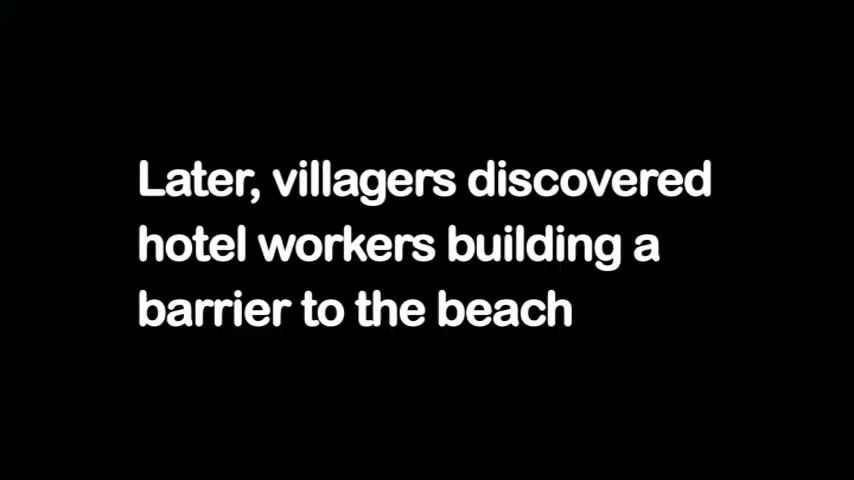 Later, villagers discovered
hotel workers building a
barrier to the beach